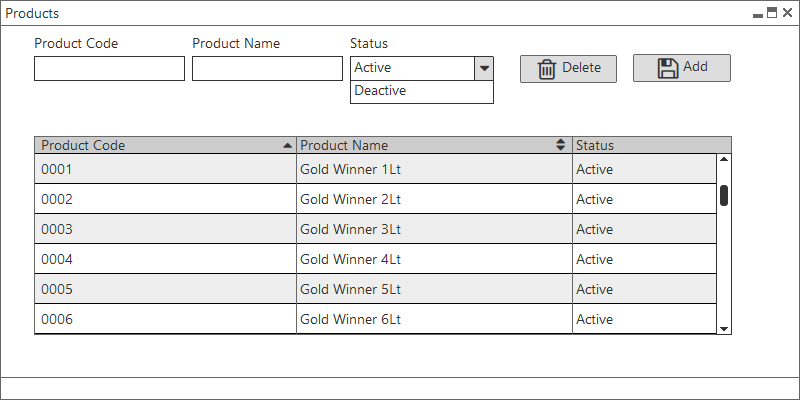 Products
Product Code Product Name Status
Active Delete Add
Deactive
Product Code Product Name Status
0001 Gold Winner 1Lt Active
0002 Gold Winner 2Lt Active
0003 Gold Winner 3Lt Active
0004 Gold Winner 4Lt Active
0005 Gold Winner 5Lt Active
0006 Gold Winner 6Lt Active